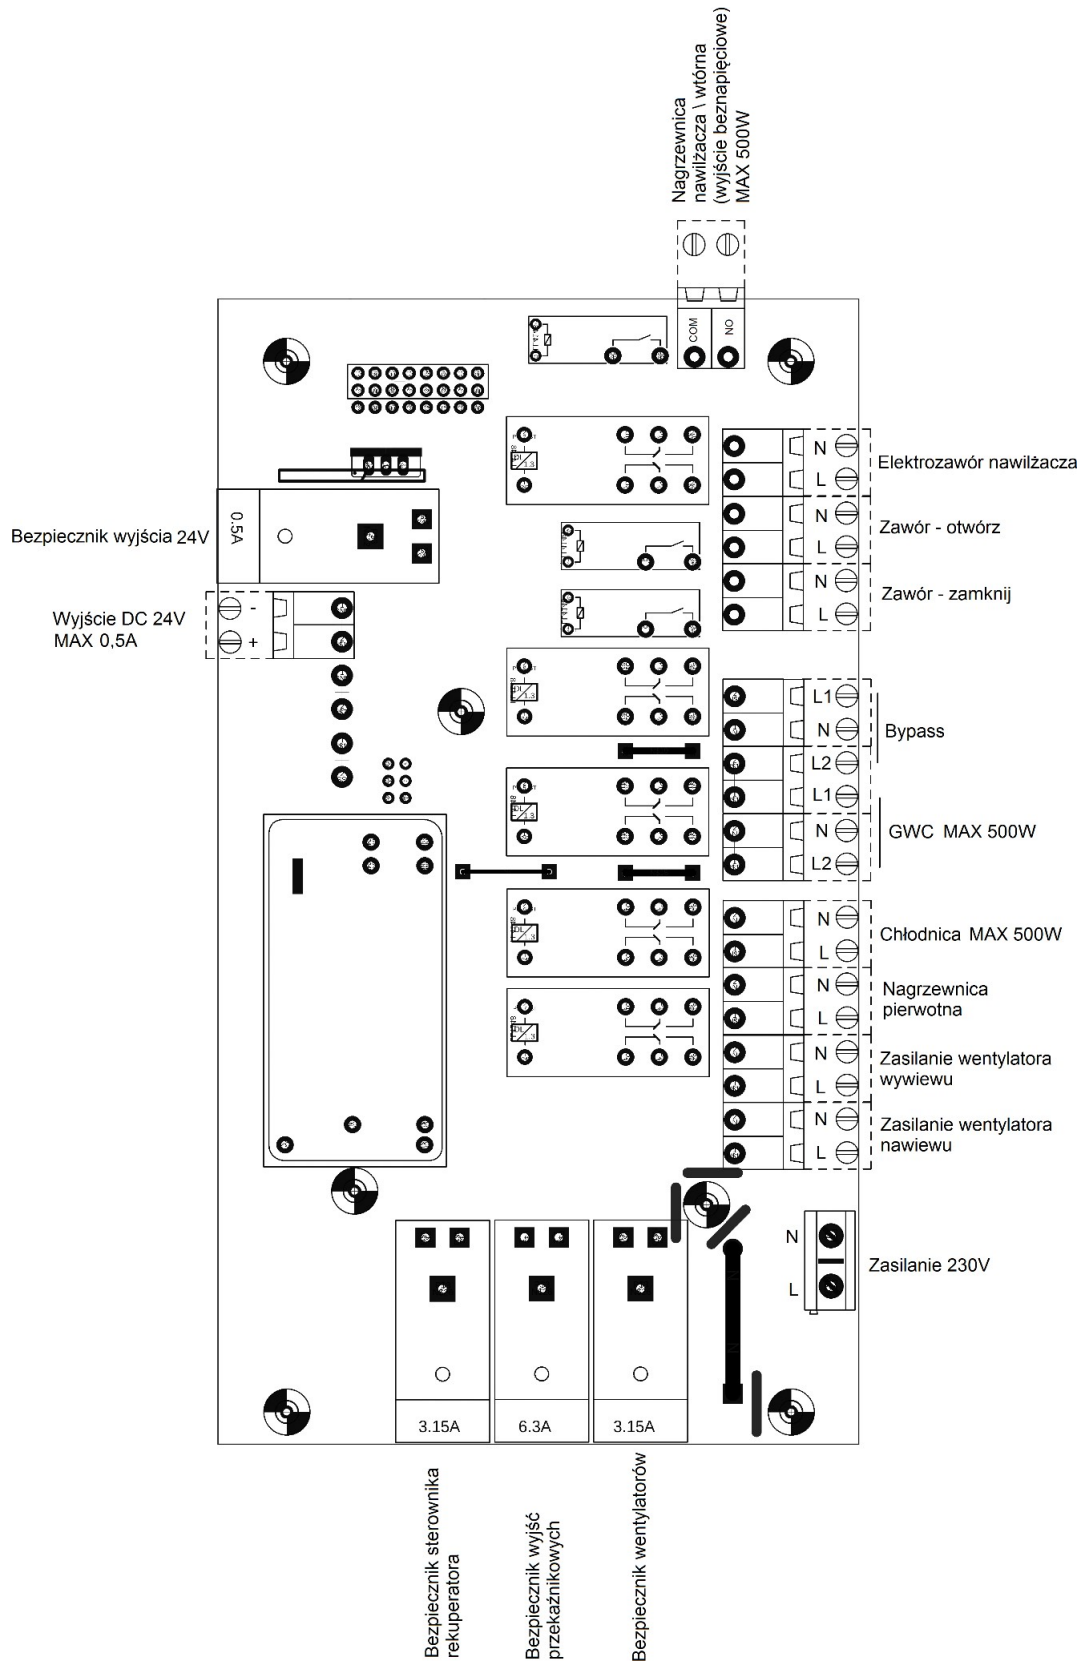 Nagrzewnica
nawilżacza \ wtórna
(wyjście beznapięciowe)
MAX 500W
COM
NO
N
L
Elektrozawór nawilżacza
N
L
Zawór - otwórz
N
L
Zawór - zamknij
Bezpiecznik wyjścia 24V
0.5A
Wyjście DC 24V
MAX 0,5A
-
+
L1
N
L2
Bypass
L1
N
L2
GWC MAX 500W
N
L
Chłodnica MAX 500W
N
L
Nagrzewnica
pierwotna
N
L
Zasilanie wentylatora
wywiewu
N
L
Zasilanie wentylatora
nawiewu
N
L
Zasilanie 230V
N
N
3.15A
6.3A
3.15A
Bezpiecznik sterownika
rekuperatora
Bezpiecznik wyjść
przekaźnikowych
Bezpiecznik wentylatorów